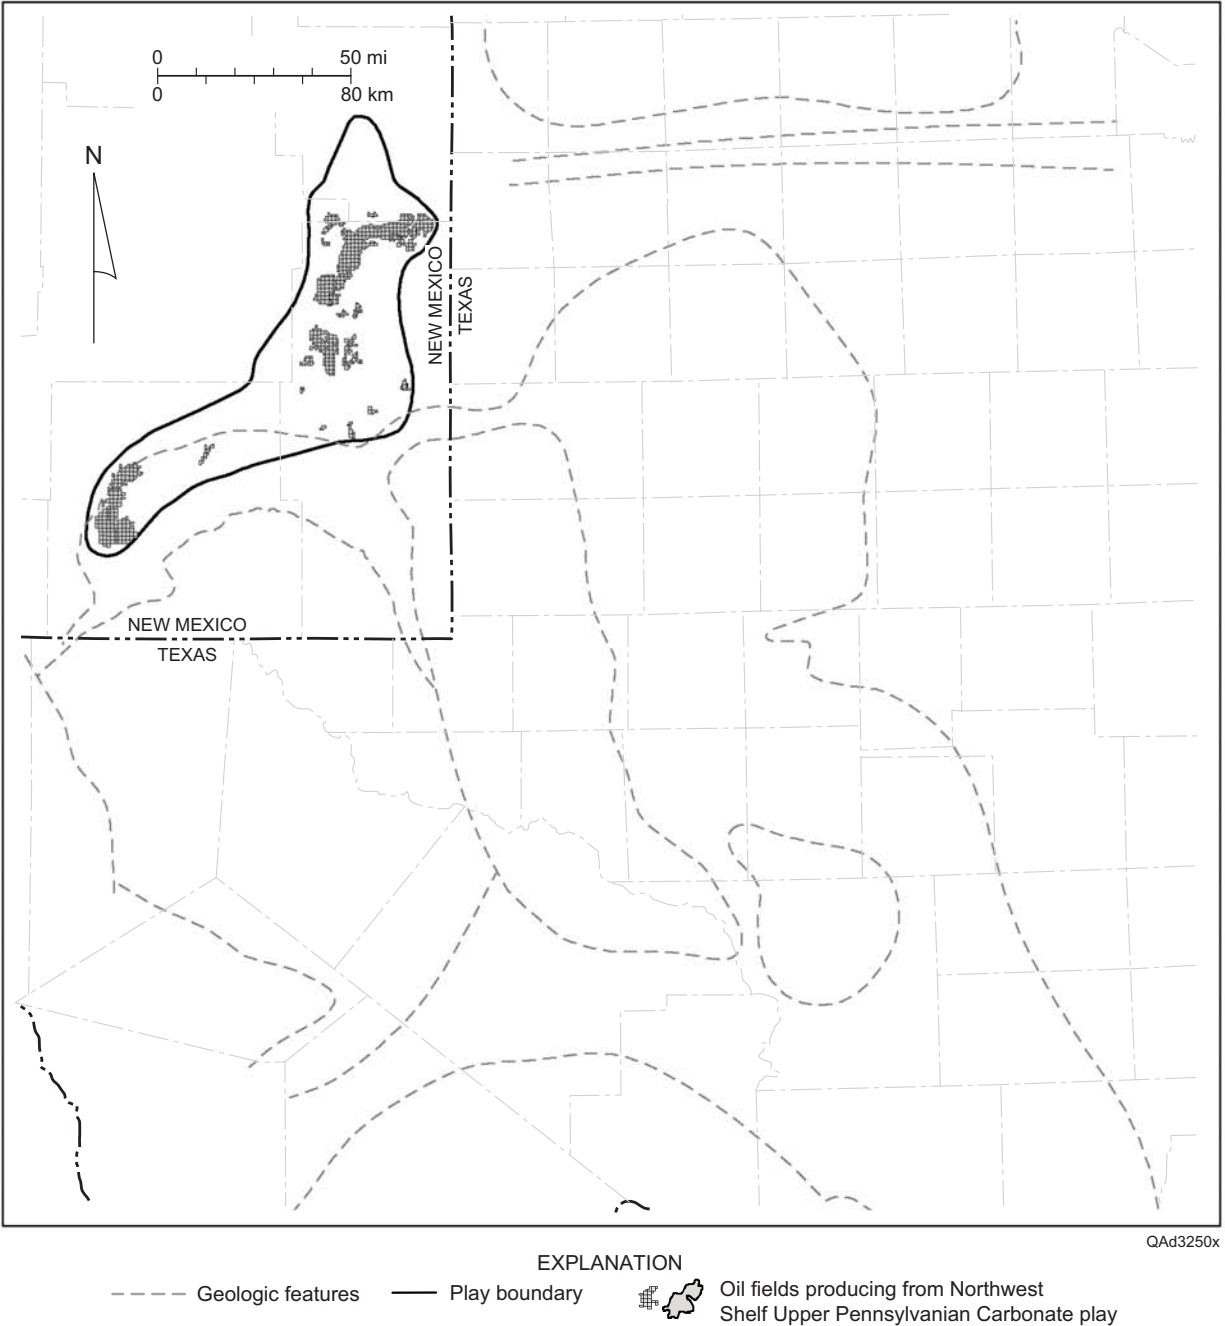 0 50 mi
0 80 km
N
NEW MEXICO
TEXAS
NEW MEXICO
TEXAS
QAd3250x
EXPLANATION
Geologic features
Play boundary
Oil fields producing from Northwest
Shelf Upper Pennsylvanian Carbonate play